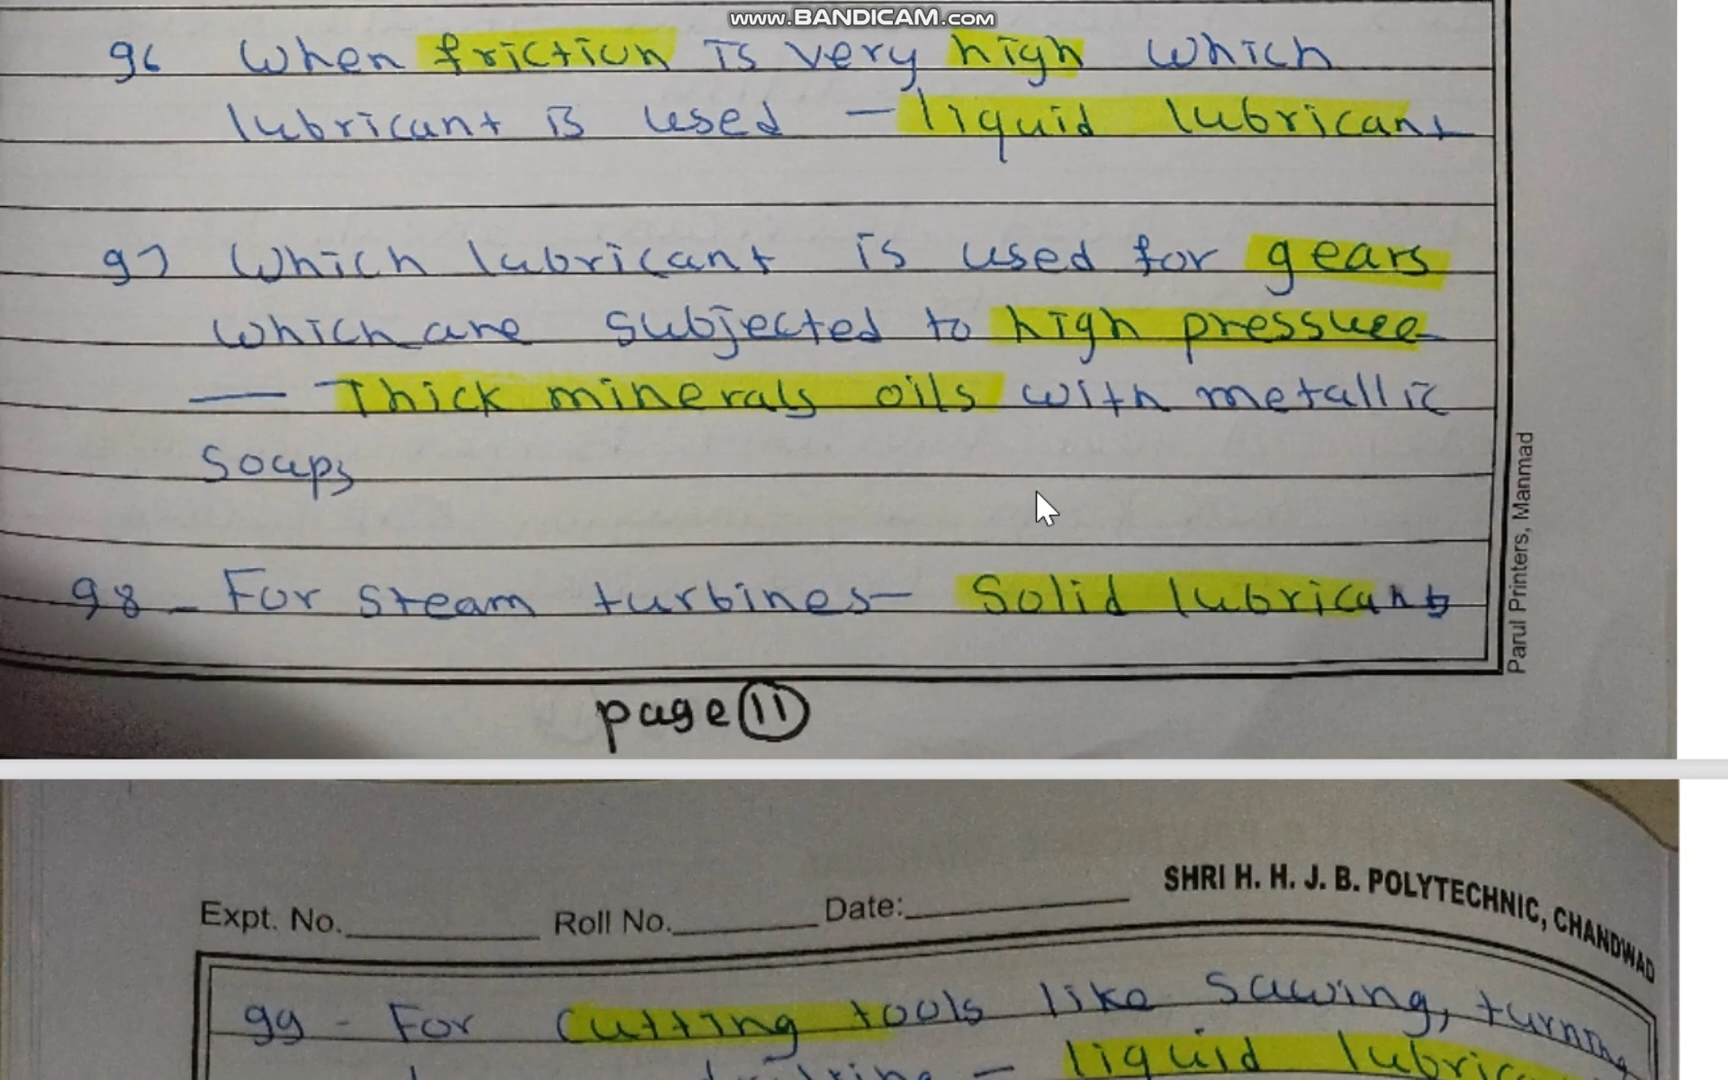 www.BANDICAM.com
96 When friction is very high which
lubricant is used - liquid lubricant
97 Which lubricant is used for gears
which are subjected to high pressure
— Thick minerals oils with metallic
soaps
98 - For steam turbines - Solid lubricants
Parul Printers, Manmad
page 11
SHRI H. H. J. B. POLYTECHNIC, CHANDWAD
Expt. No. Roll No. Date:
99 - For Cutting tools like sawing, turning
- liquid